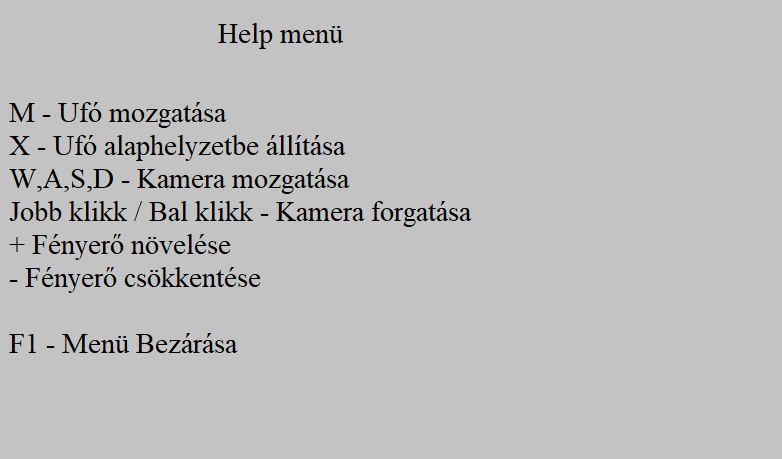 Help menü
M - Ufó mozgatása
X - Ufó alaphelyzetbe állítása
W,A,S,D - Kamera mozgatása
Jobb klikk / Bal klikk - Kamera forgatása
+ Fényerő növelése
- Fényerő csökkentése
F1 - Menü Bezárása